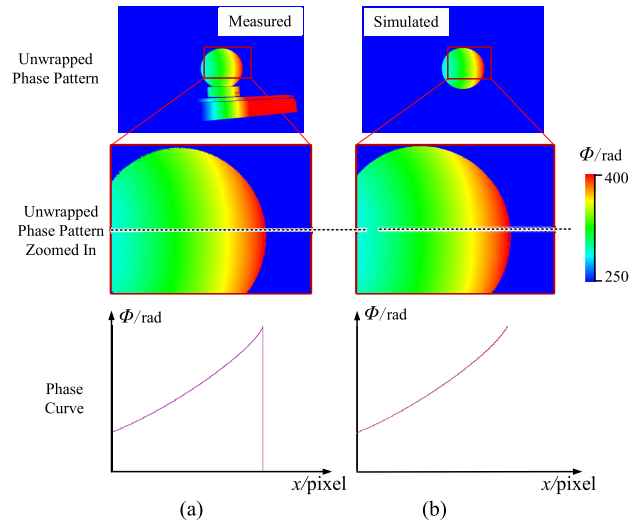 Measured
Simulated
Unwrapped
Phase Pattern
Φ/rad
400
250
Unwrapped
Phase Pattern
Zoomed In
Φ/rad
Φ/rad
Phase
Curve
x/pixel
x/pixel
(a)
(b)